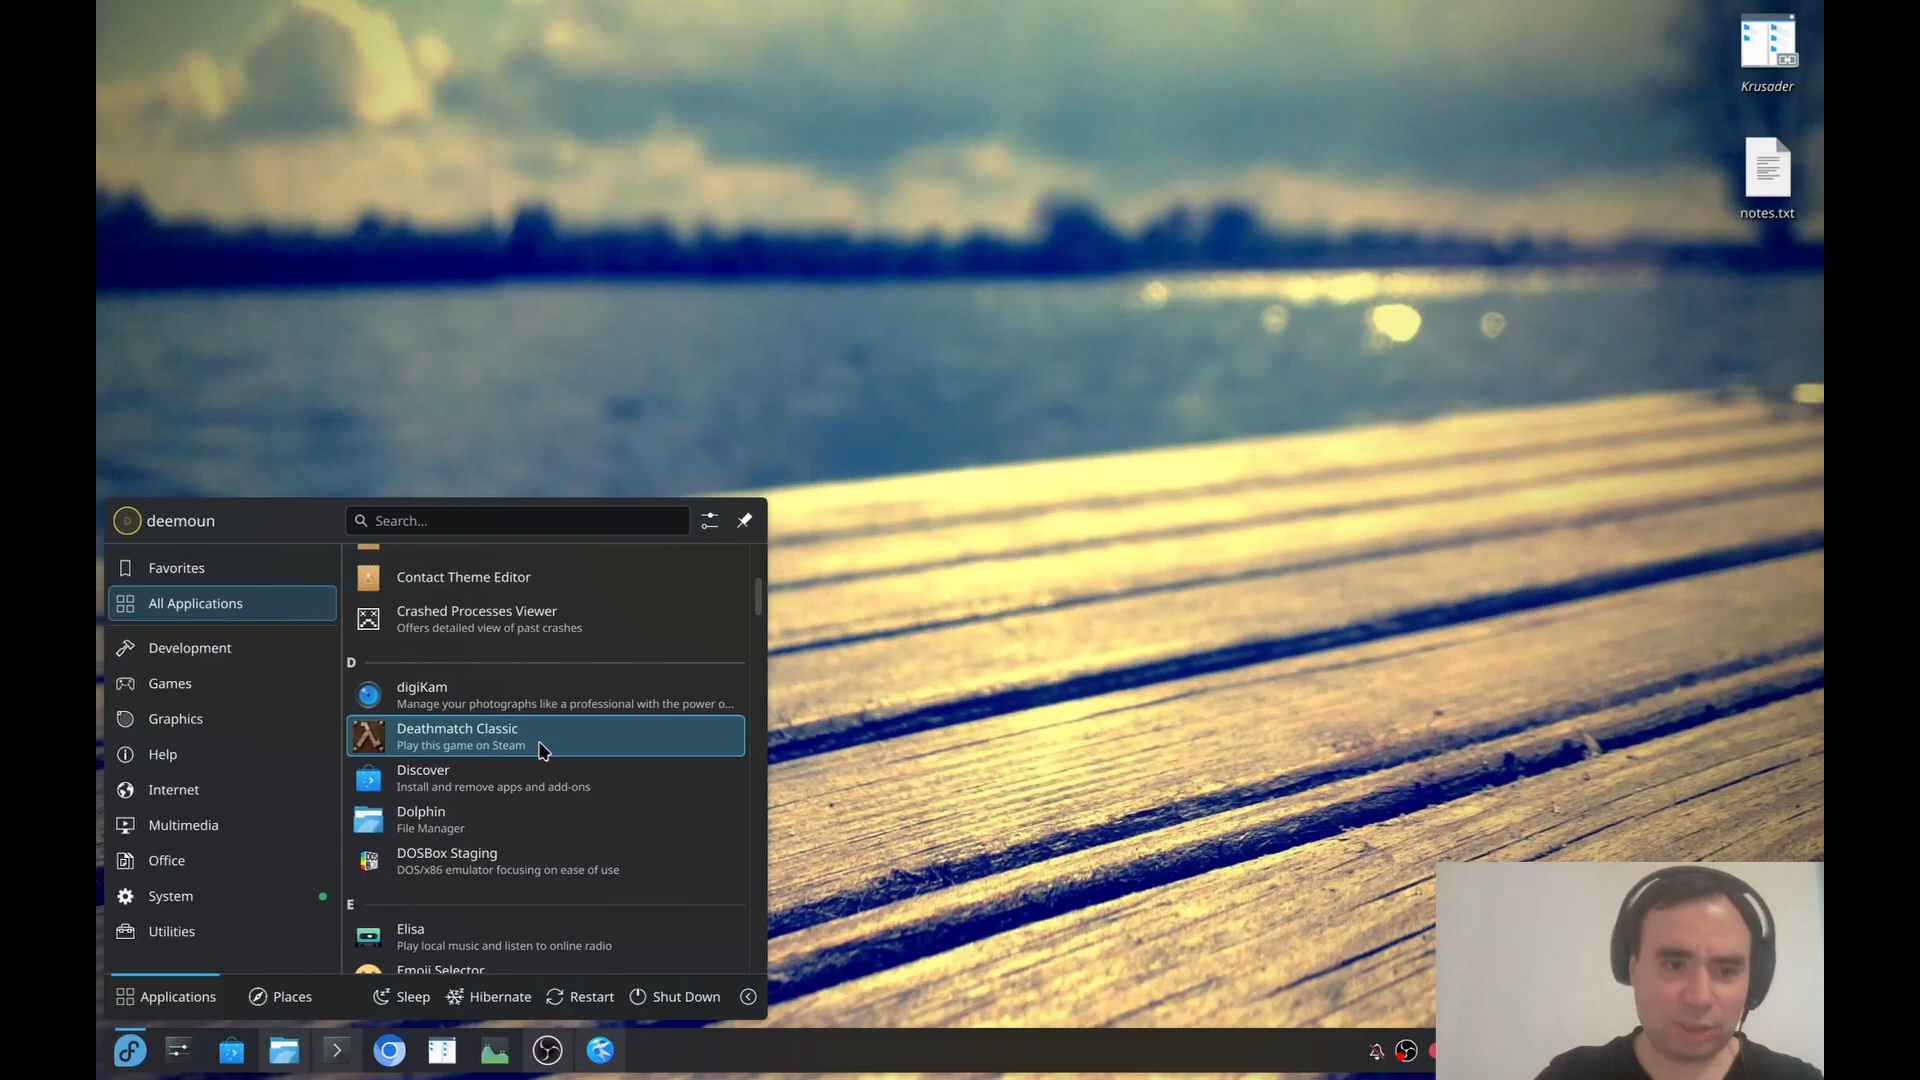 Krusader
notes.txt
deemoun
Search...
Favorites
All Applications
Development
Games
Graphics
Help
Internet
Multimedia
Office
System
Utilities
Contact Theme Editor
Crashed Processes Viewer
Offers detailed view of past crashes
D
digiKam
Manage your photographs like a professional with the power o...
Deathmatch Classic
Play this game on Steam
Discover
Install and remove apps and add-ons
Dolphin
File Manager
DOSBox Staging
DOS/x86 emulator focusing on ease of use
E
Elisa
Play local music and listen to online radio
Emoji Selector
Applications
Places
Sleep
Hibernate
Restart
Shut Down